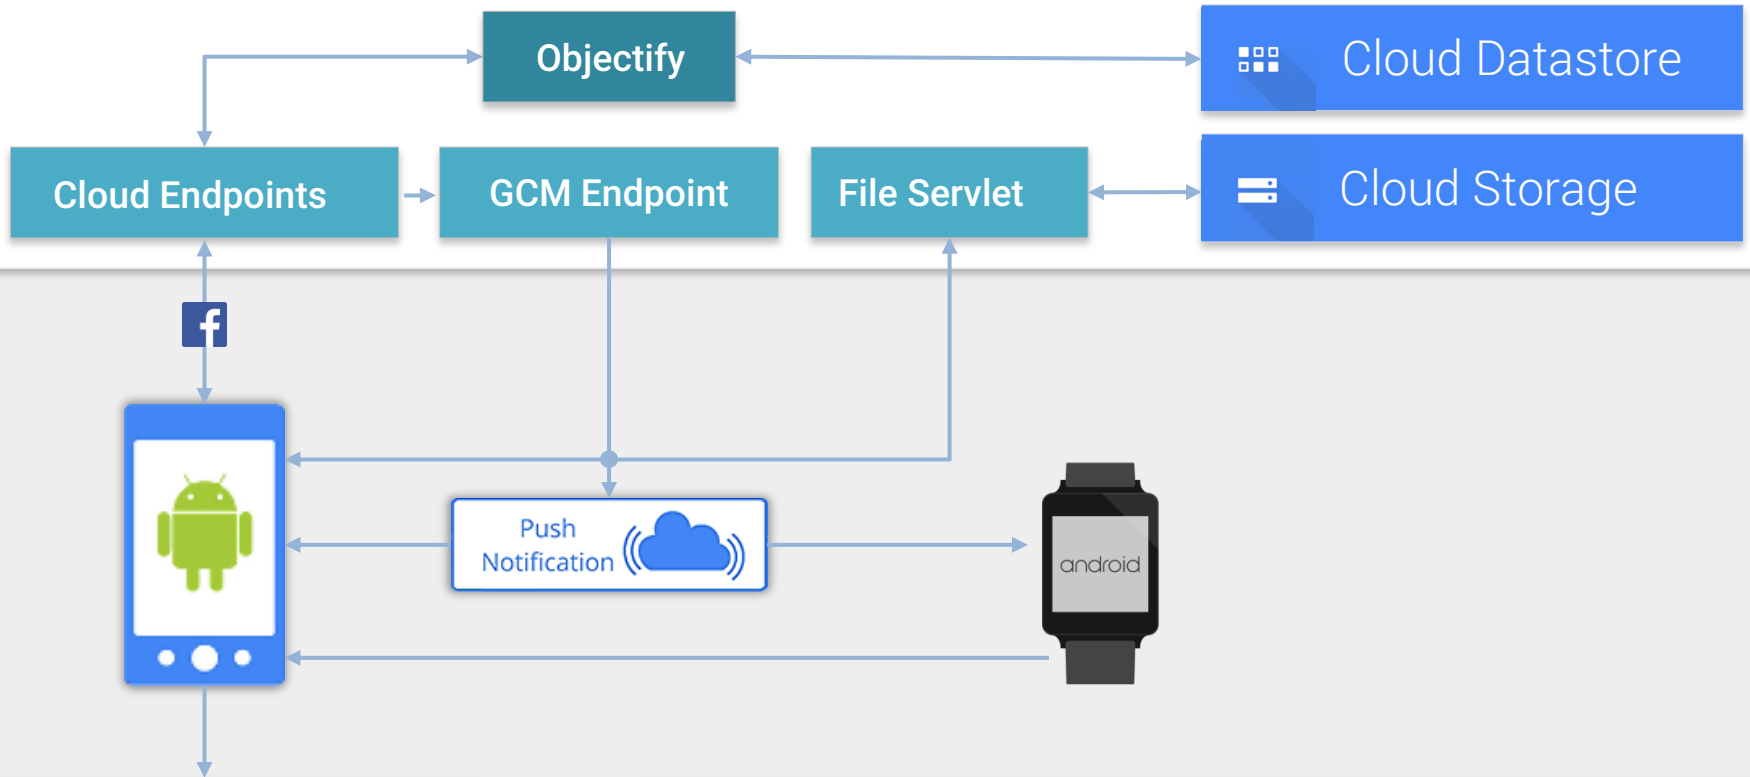 Objectify
Cloud Datastore
Cloud Endpoints
GCM Endpoint
File Servlet
Cloud Storage
f
Push
Notification
android